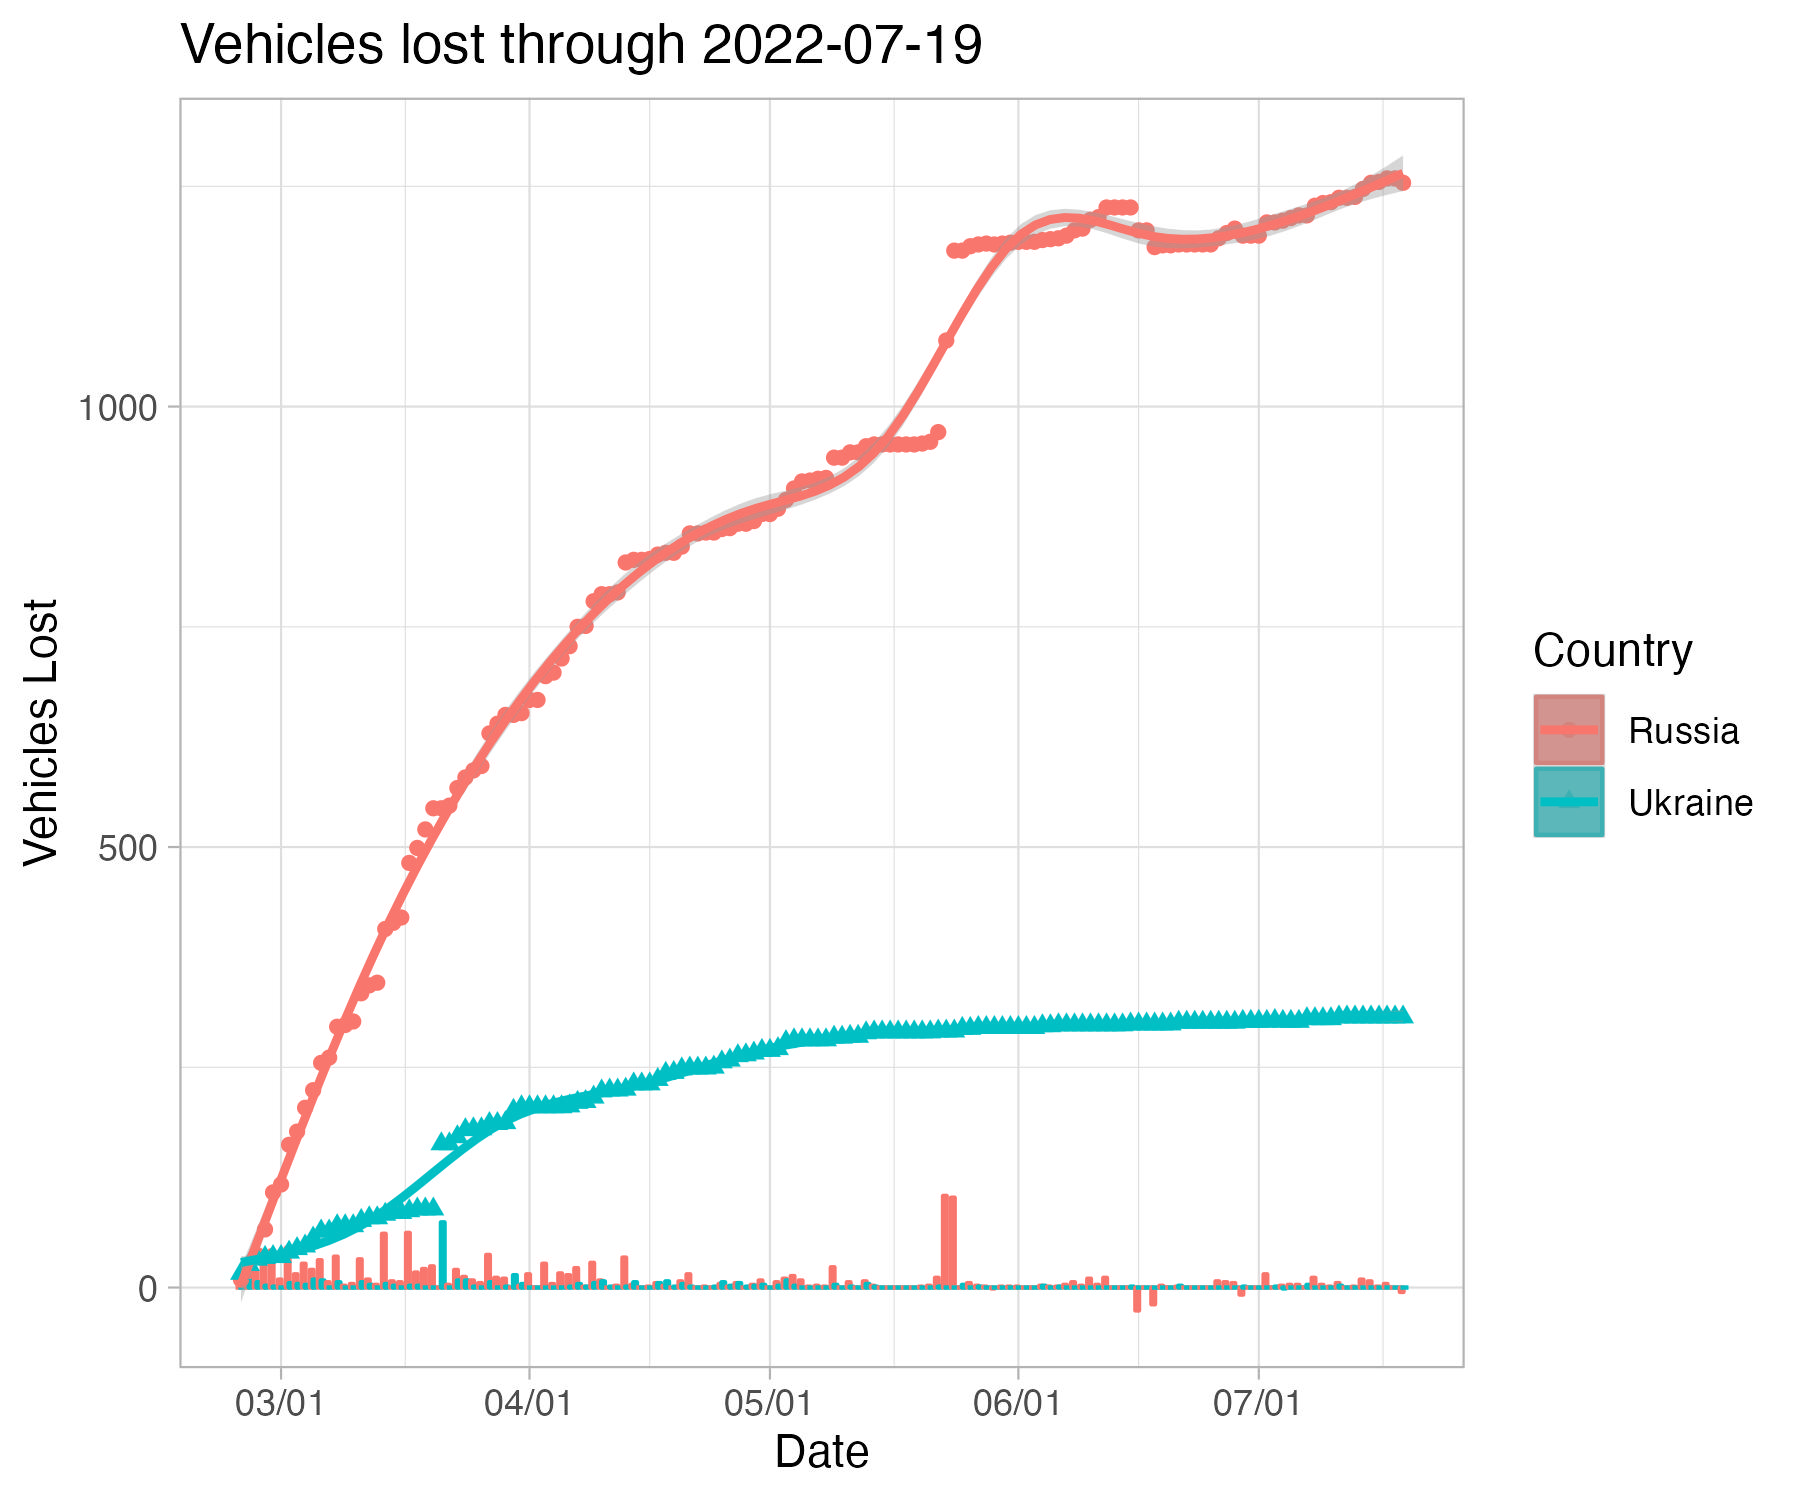 Vehicles lost through 2022-07-19
Vehicles Lost
1000
500
0
03/01 04/01 05/01 06/01 07/01
Date
Country
Russia
Ukraine